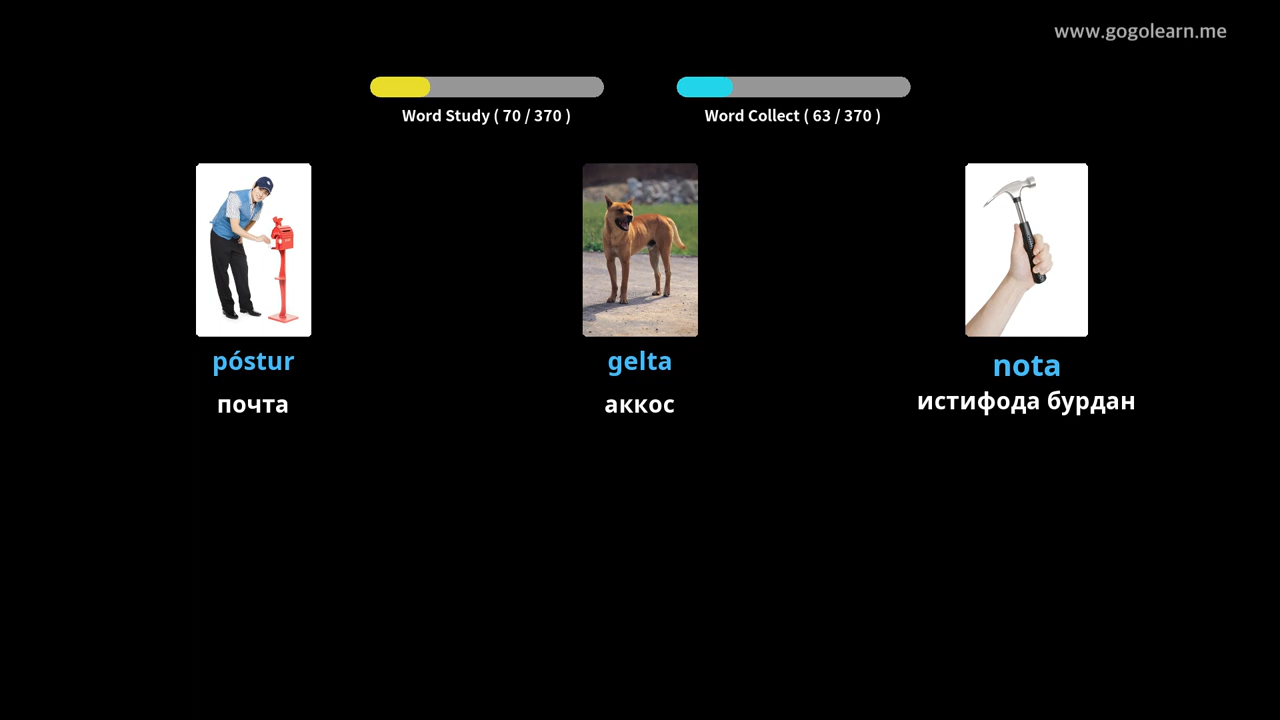 www.gogolearn.me
Word Study ( 70 / 370 )
Word Collect ( 63 / 370 )
póstur
gelta
nota
почта
аккос
истифода бурдан